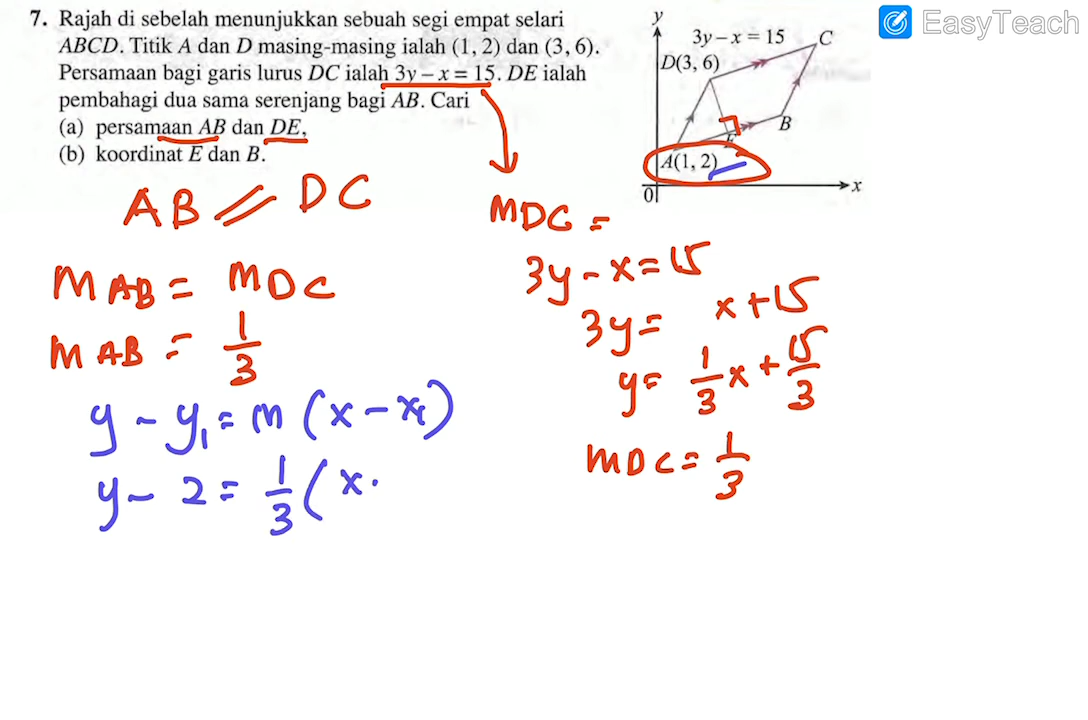 7. Rajah di sebelah menunjukkan sebuah segi empat selari
ABCD. Titik A dan D masing-masing ialah (1, 2) dan (3, 6).
Persamaan bagi garis lurus DC ialah 3y – x = 15. DE ialah
pembahagi dua sama serenjang bagi AB. Cari
(a) persamaan AB dan DE,
(b) koordinat E dan B.
EasyTeach
y
3y – x = 15
C
D(3, 6)
B
E
A(1, 2)
0
x
AB // DC
MAB = MDC
MAB = 1/3
y - y₁ = m (x - x₁)
y - 2 = 1/3 ( x.
MDC =
3y - x = 15
3y = x + 15
y = 1/3 x + 15/3
MDC = 1/3